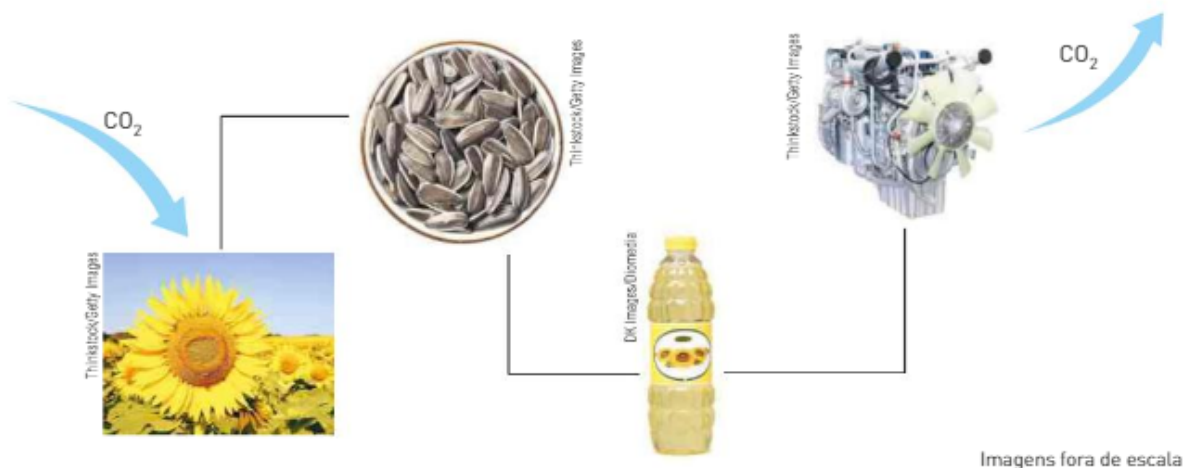 CO₂
Thinkstock/Getty Images
Thinkstock/Getty Images
DK Images/Diomedia
Thinkstock/Getty Images
CO₂
Imagens fora de escala